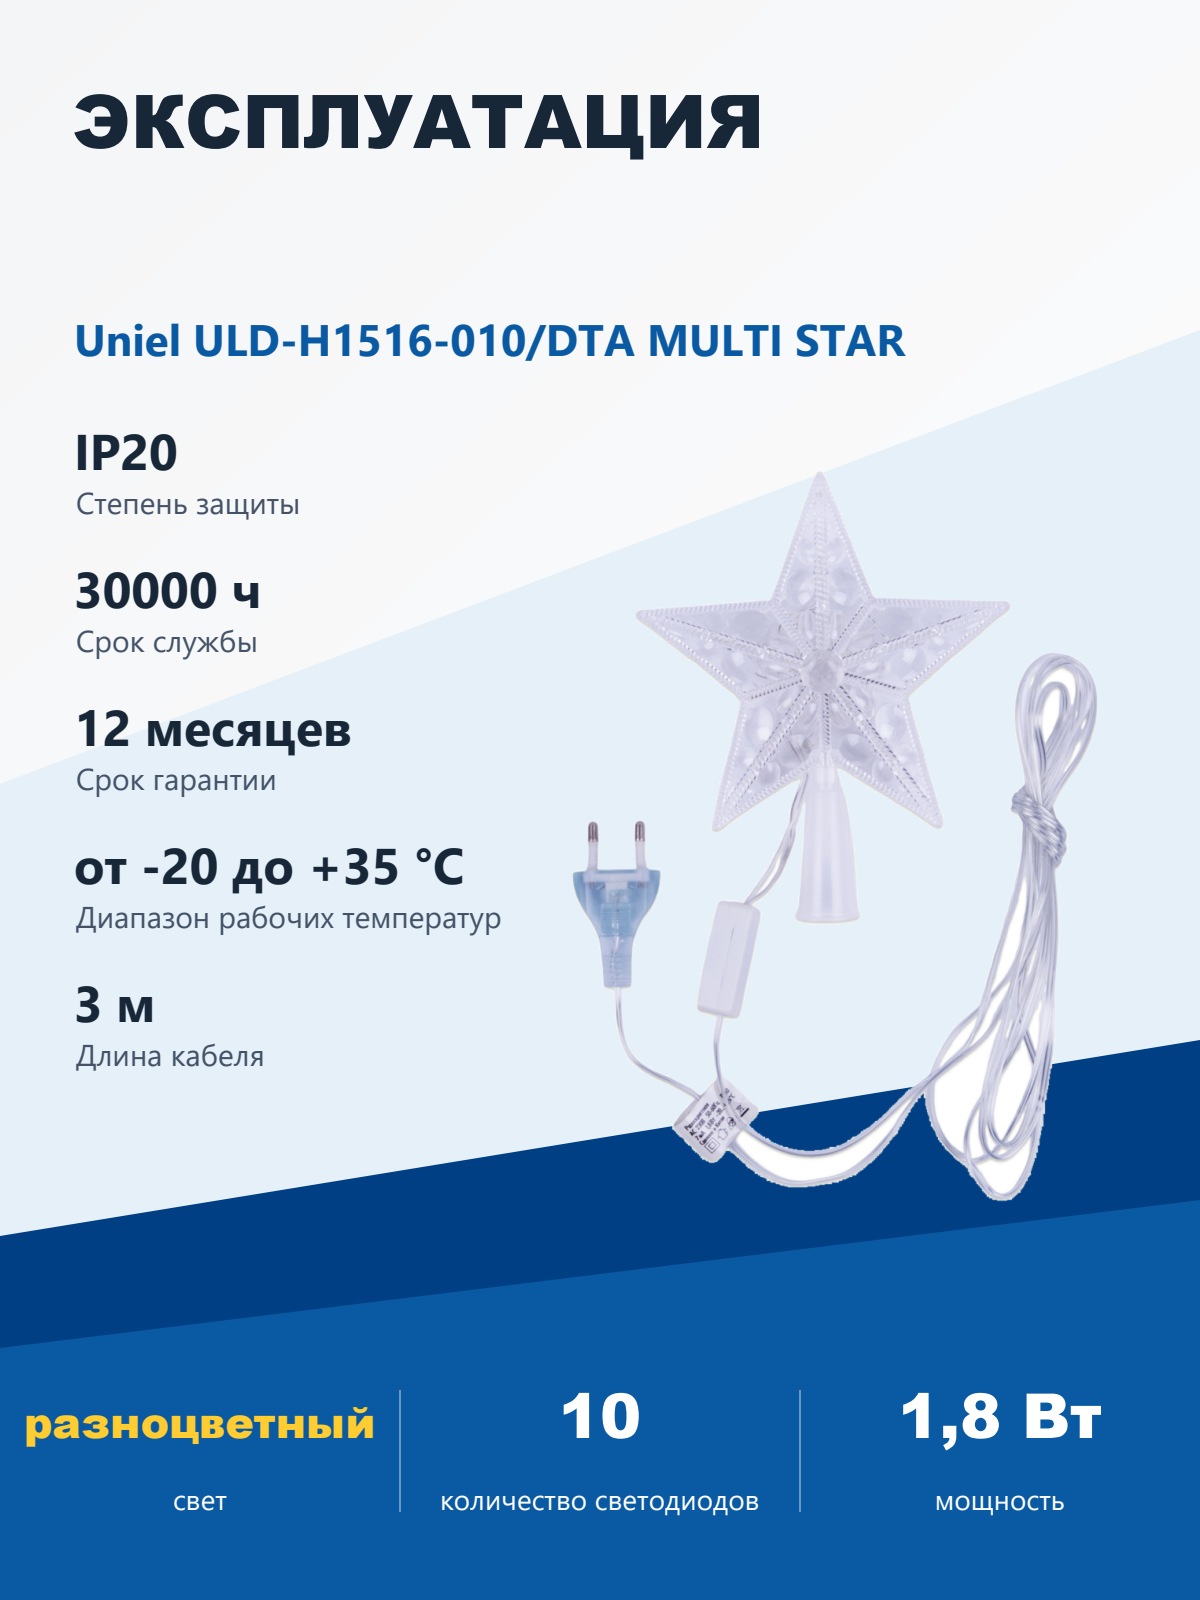 ЭКСПЛУАТАЦИЯ
Uniel ULD-H1516-010/DTA MULTI STAR
IP20
Степень защиты
30000 ч
Срок службы
12 месяцев
Срок гарантии
от -20 до +35 °C
Диапазон рабочих температур
3 м
Длина кабеля
разноцветный
свет
10
количество светодиодов
1,8 Вт
мощность